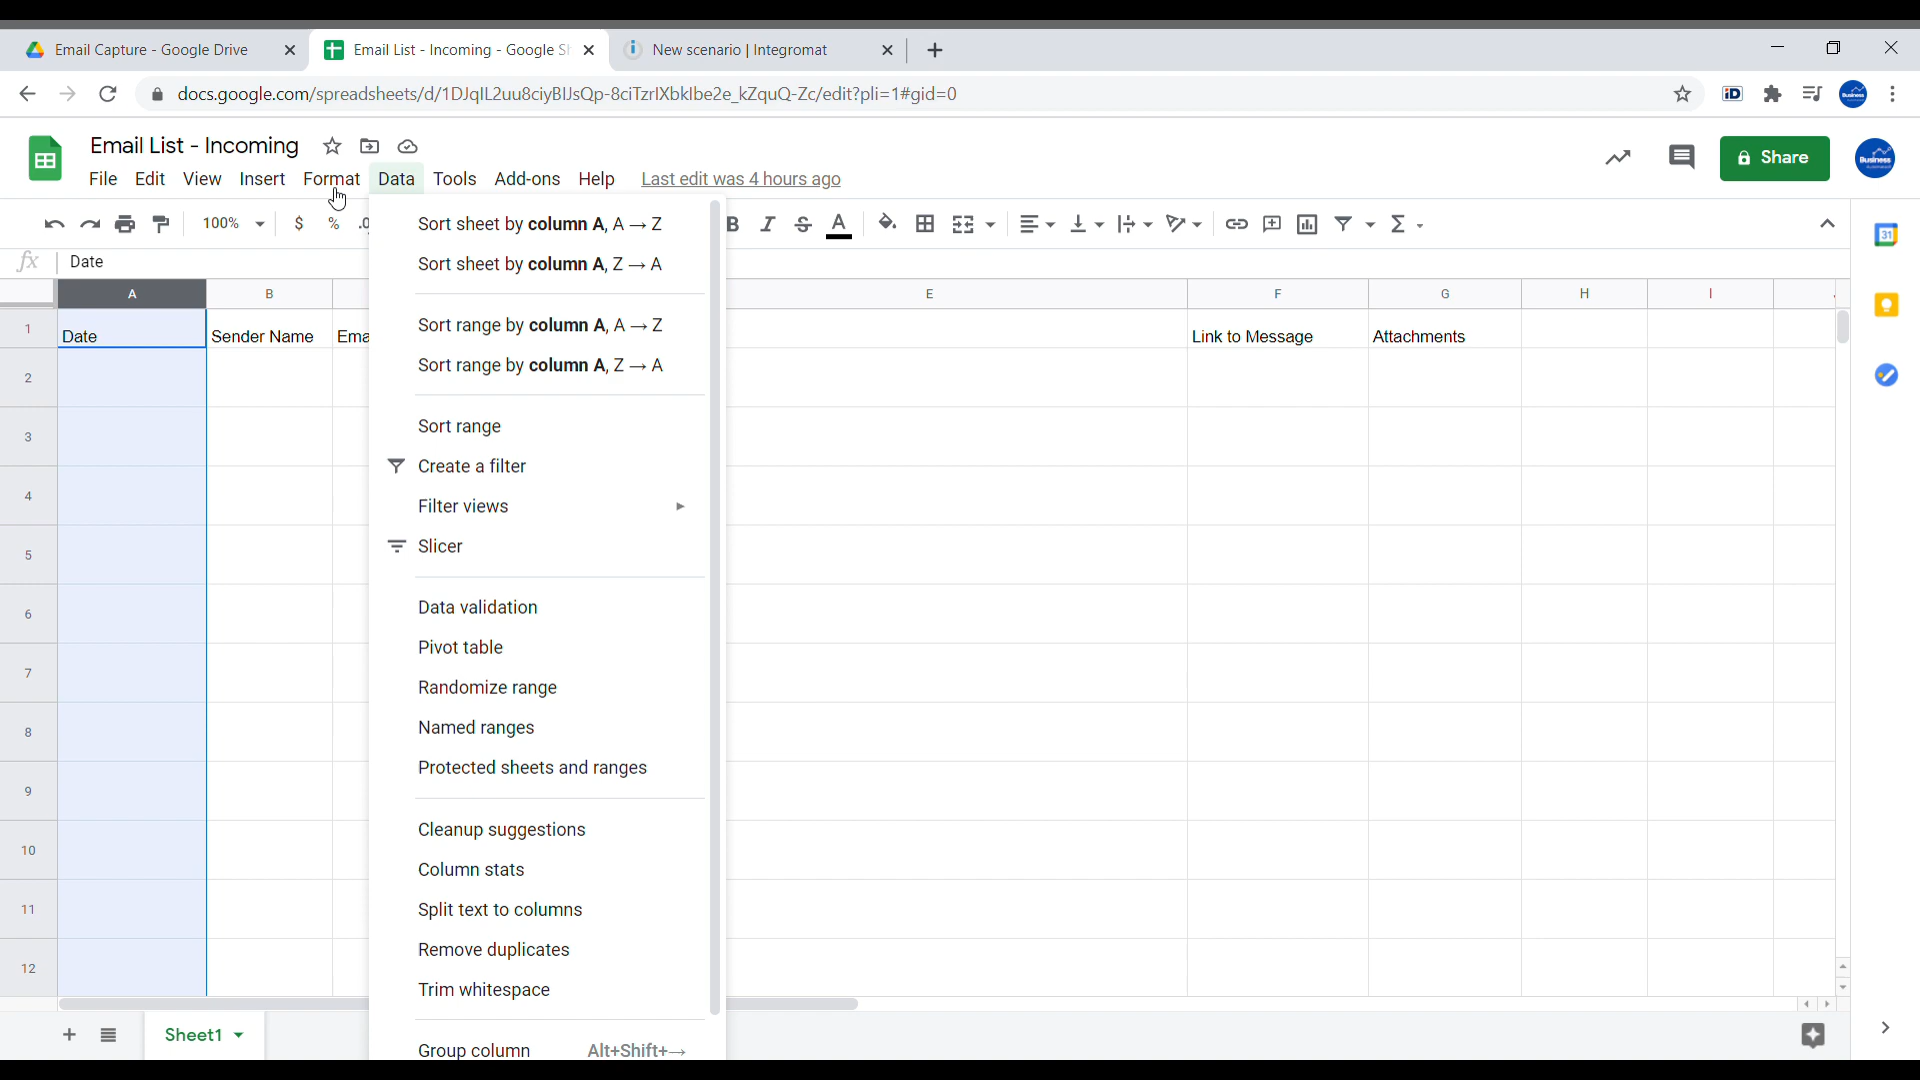 Email Capture - Google Drive
Email List - Incoming - Google Sh
New scenario | Integromat
docs.google.com/spreadsheets/d/
/edit?pli=1#gid=0
iD
Business
Email List - Incoming
Share
Business
File Edit View Insert Format Data Tools Add-ons Help Last edit was 4 hours ago
100% $ % .0 B I S A Σ
31
fx Date
A B E F G H I
1 Date Sender Name Ema Link to Message Attachments
2
3
4
5
6
7
8
9
10
11
12
Sort sheet by column A, A → Z
Sort sheet by column A, Z → A
Sort range by column A, A → Z
Sort range by column A, Z → A
Sort range
Create a filter
Filter views
Slicer
Data validation
Pivot table
Randomize range
Named ranges
Protected sheets and ranges
Cleanup suggestions
Column stats
Split text to columns
Remove duplicates
Trim whitespace
Group column Alt+Shift+→
Sheet1